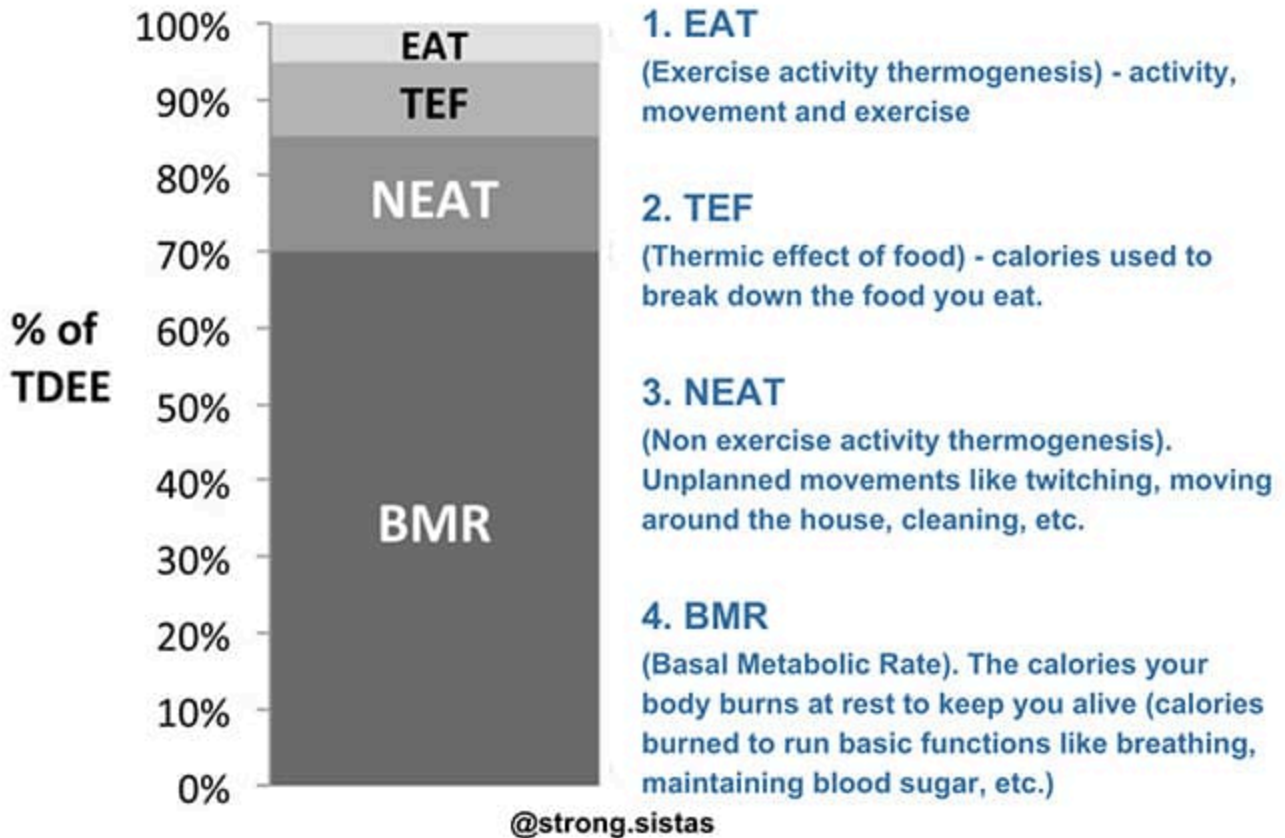 100%
90%
80%
70%
60%
50%
40%
30%
20%
10%
0%
% of
TDEE
EAT
TEF
NEAT
BMR
1. EAT
(Exercise activity thermogenesis) - activity,
movement and exercise
2. TEF
(Thermic effect of food) - calories used to
break down the food you eat.
3. NEAT
(Non exercise activity thermogenesis).
Unplanned movements like twitching, moving
around the house, cleaning, etc.
4. BMR
(Basal Metabolic Rate). The calories your
body burns at rest to keep you alive (calories
burned to run basic functions like breathing,
maintaining blood sugar, etc.)
@strong.sistas